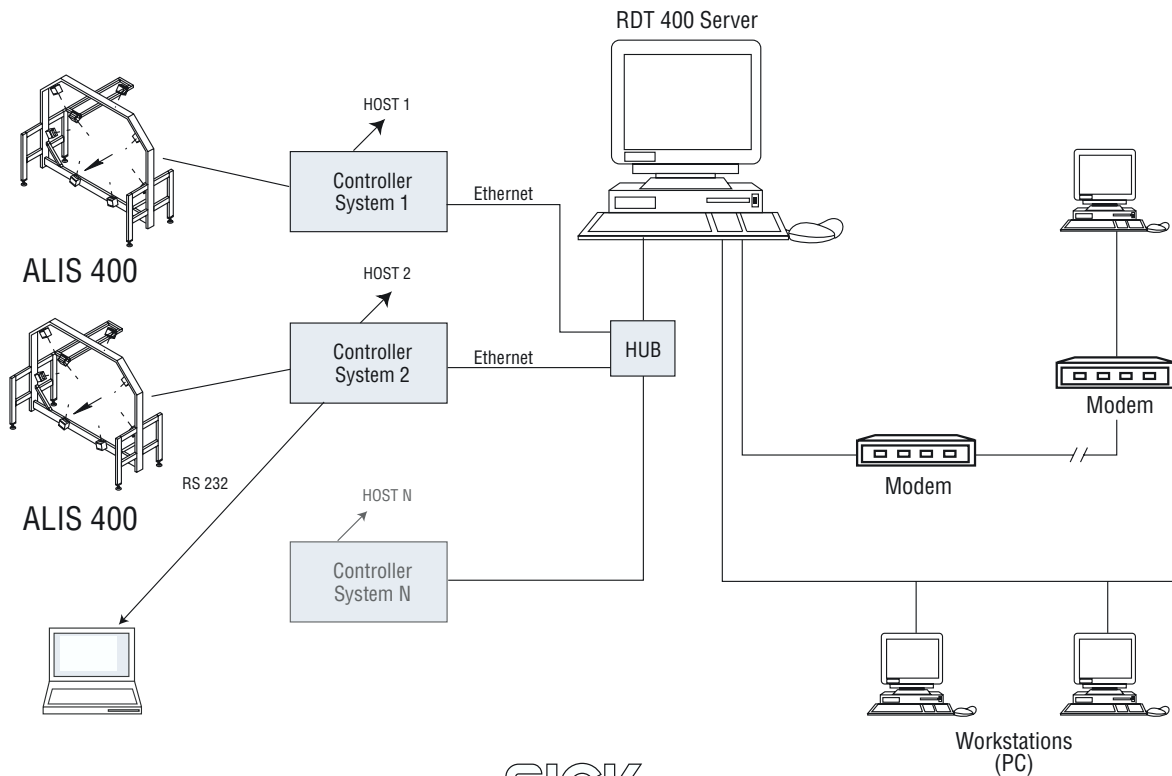 RDT 400 Server
HOST 1
Controller
System 1
Ethernet
ALIS 400
HOST 2
Controller
System 2
Ethernet
HUB
Modem
Modem
RS 232
ALIS 400
HOST N
Controller
System N
Workstations
(PC)